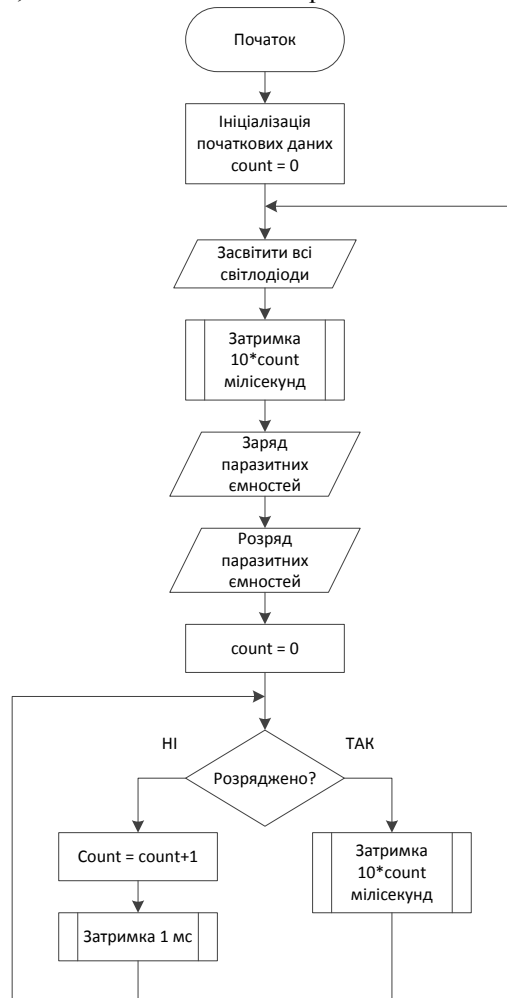 Початок
Ініціалізація
початкових даних
count = 0
Засвітити всі
світлодіоди
Затримка
10*count
мілісекунд
Заряд
паразитних
ємностей
Розряд
паразитних
ємностей
count = 0
НІ
ТАК
Розряджено?
Count = count+1
Затримка
10*count
мілісекунд
Затримка 1 мс